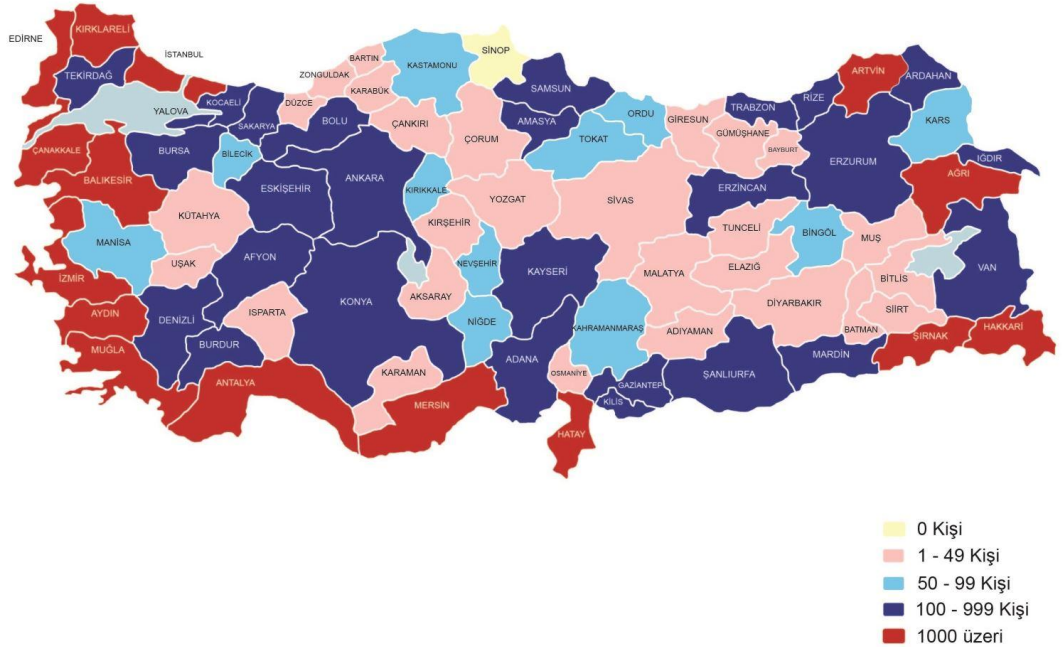 KIRKLARELİ
EDİRNE
İSTANBUL
TEKİRDAĞ
YALOVA
KOCAELİ
SAKARYA
DÜZCE
ZONGULDAK
BARTIN
KARABÜK
KASTAMONU
SİNOP
SAMSUN
BOLU
ÇANKIRI
ÇORUM
AMASYA
TOKAT
ORDU
GİRESUN
GÜMÜŞHANE
TRABZON
BAYBURT
RİZE
ARTVİN
ARDAHAN
KARS
IĞDIR
AĞRI
ERZURUM
ERZİNCAN
ÇANAKKALE
BALIKESİR
BURSA
BİLECİK
ESKİŞEHİR
ANKARA
KIRIKKALE
YOZGAT
SİVAS
KÜTAHYA
KIRŞEHİR
TUNCELİ
BİNGÖL
MUŞ
MANİSA
UŞAK
AFYON
NEVŞEHİR
KAYSERİ
MALATYA
ELAZIĞ
BİTLİS
VAN
İZMİR
KONYA
AKSARAY
DİYARBAKIR
SİİRT
AYDIN
DENİZLİ
ISPARTA
NİĞDE
KAHRAMANMARAŞ
ADIYAMAN
BATMAN
ŞIRNAK
HAKKARİ
MUĞLA
BURDUR
ADANA
MARDİN
ANTALYA
KARAMAN
OSMANİYE
GAZİANTEP
ŞANLIURFA
MERSİN
KİLİS
HATAY
0 Kişi
1 - 49 Kişi
50 - 99 Kişi
100 - 999 Kişi
1000 üzeri